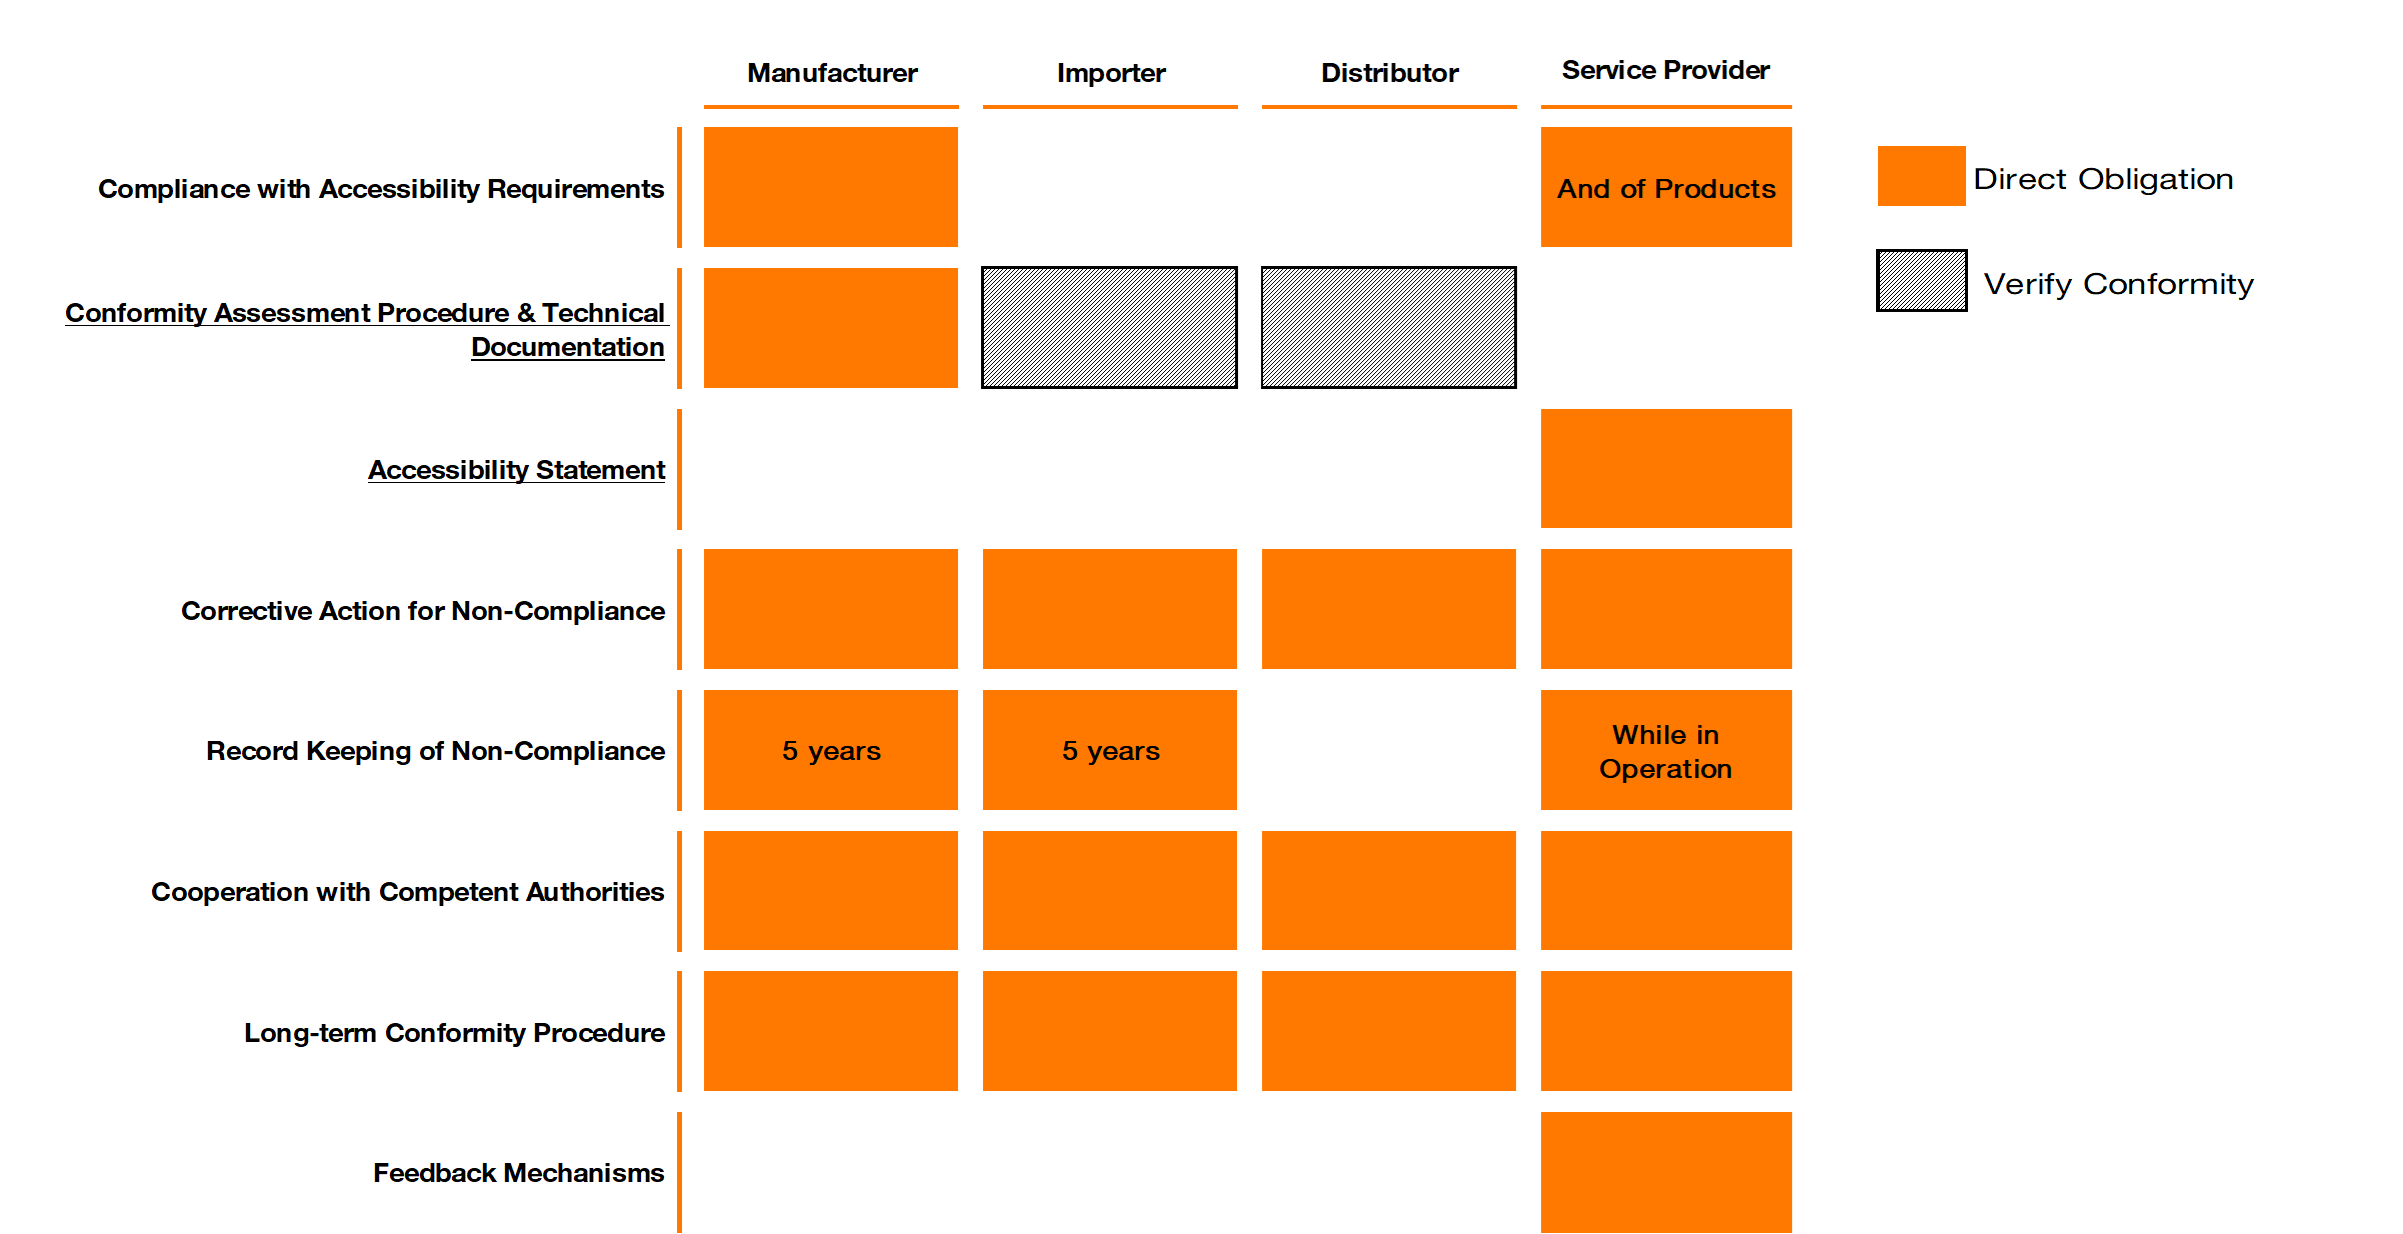 Manufacturer
Importer
Distributor
Service Provider
Compliance with Accessibility Requirements
And of Products
Direct Obligation
Verify Conformity
Conformity Assessment Procedure & Technical
Documentation
Accessibility Statement
Corrective Action for Non-Compliance
Record Keeping of Non-Compliance
5 years
5 years
While in
Operation
Cooperation with Competent Authorities
Long-term Conformity Procedure
Feedback Mechanisms